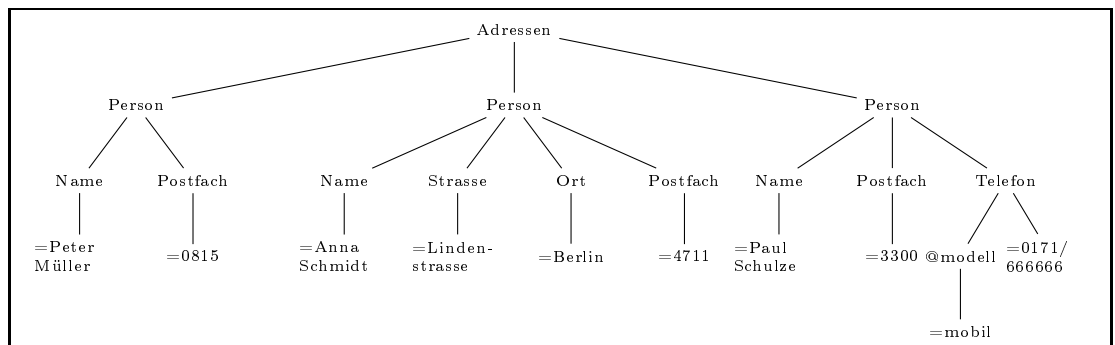 Adressen
Person Person Person
Name Postfach Name Strasse Ort Postfach Name Postfach Telefon
=Peter
Müller
=0815
=Anna
Schmidt
=Linden-
strasse
=Berlin
=4711
=Paul
Schulze
=3300
@modell
=0171/
666666
=mobil